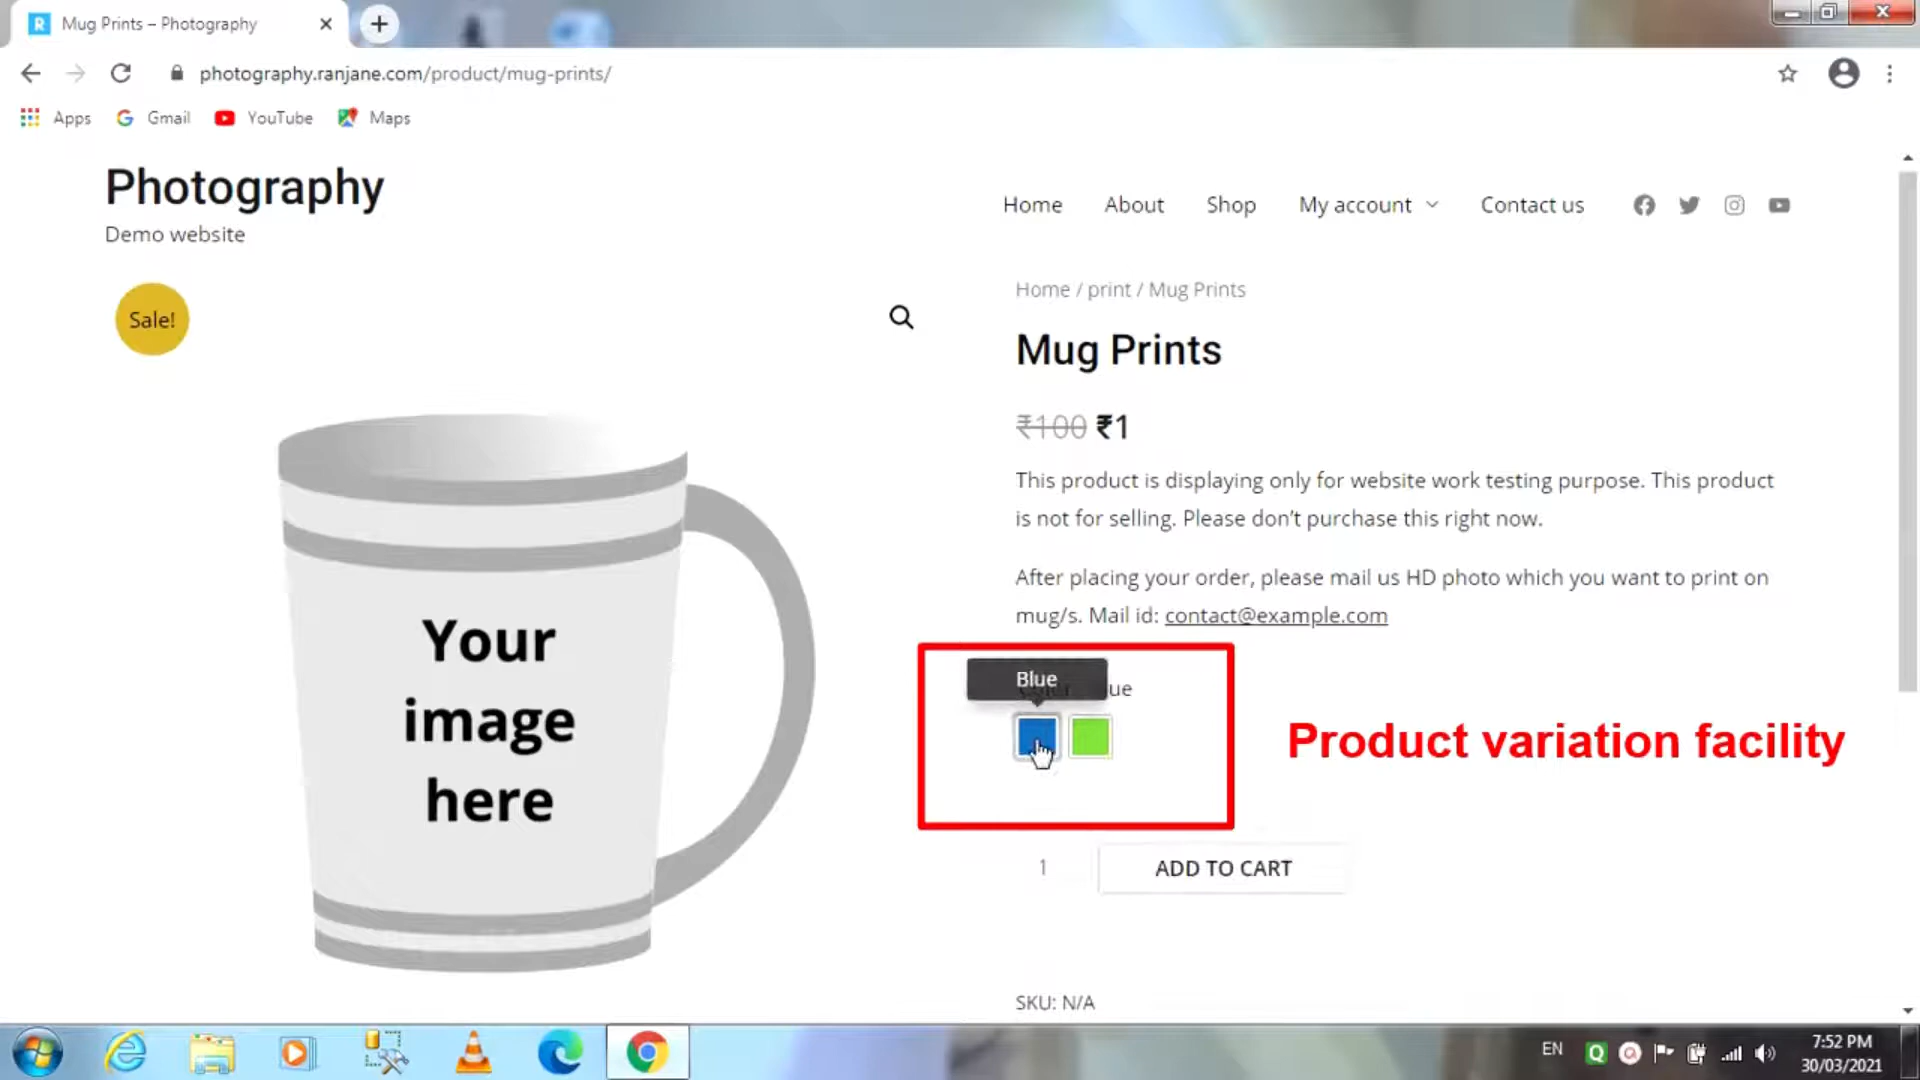 Mug Prints – Photography
photography.ranjane.com/product/mug-prints/
Apps Gmail YouTube Maps
Photography
Demo website
Home About Shop My account Contact us
Sale!
Home / print / Mug Prints
Mug Prints
₹100 ₹1
This product is displaying only for website work testing purpose. This product
is not for selling. Please don’t purchase this right now.
After placing your order, please mail us HD photo which you want to print on
mug/s. Mail id: contact@example.com
Your
image
here
Blue
Product variation facility
1 ADD TO CART
SKU: N/A
EN
7:52 PM
30/03/2021